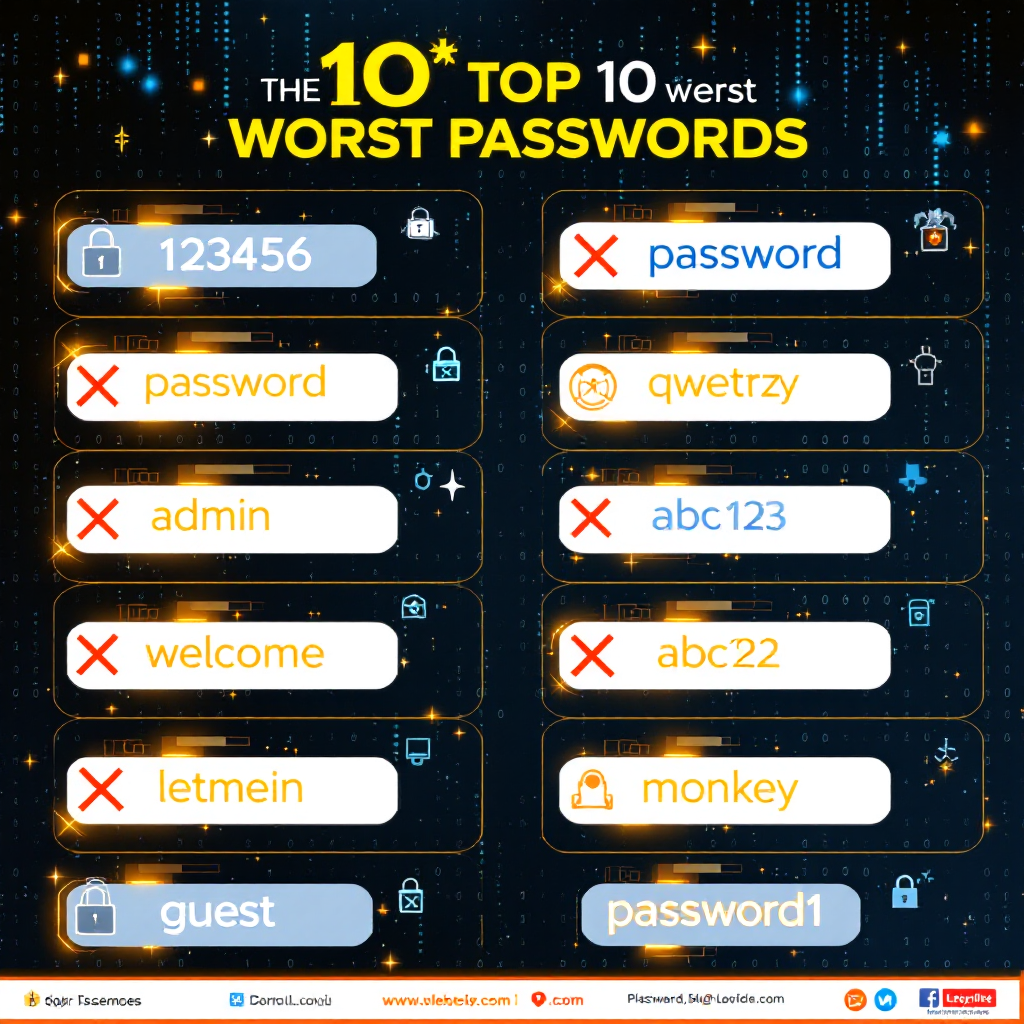 THE 10* TOP 10 werst
WORST PASSWORDS
123456
password
password
qwetrzy
admin
abc123
welcome
abc22
letmein
monkey
guest
password1
.com